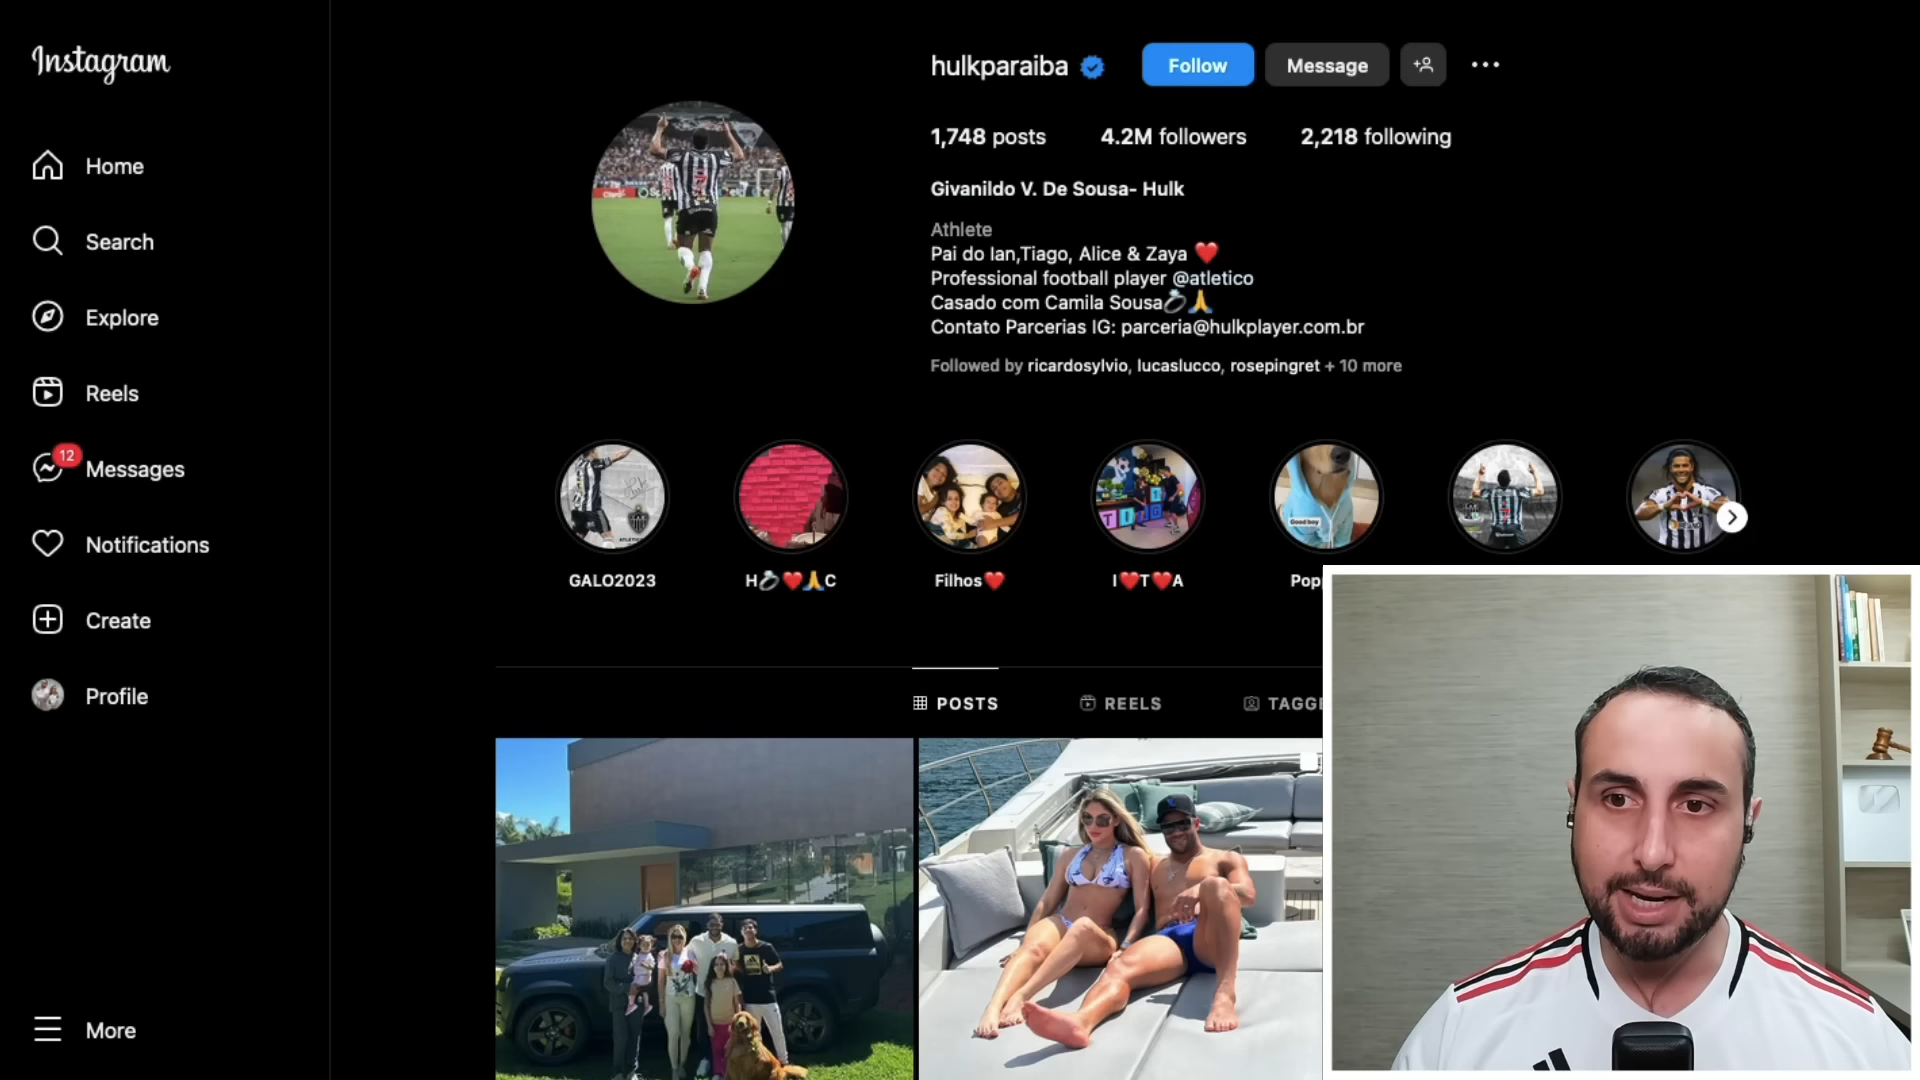 Instagram
Home
Search
Explore
Reels
12
Messages
Notifications
Create
Profile
More
hulkparaiba
Follow
Message
1,748 posts
4.2M followers
2,218 following
Givanildo V. De Sousa- Hulk
Athlete
Pai do Ian,Tiago, Alice & Zaya ❤️
Professional football player @atletico
Casado com Camila Sousa💍🙏
Contato Parcerias IG: parceria@hulkplayer.com.br
Followed by ricardosylvio, lucaslucco, rosepingret + 10 more
Good boy
GALO2023
H💍❤️🙏C
Filhos❤️
I❤️T❤️A
Pop
POSTS
REELS
TAGGE